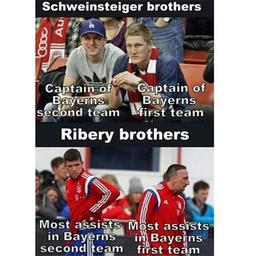 Schweinsteiger brothers
Captain of
Bayerns
second team
Captain of
Bayerns
first team
Ribery brothers
Most assists
in Bayerns
second team
Most assists
in Bayerns
first team